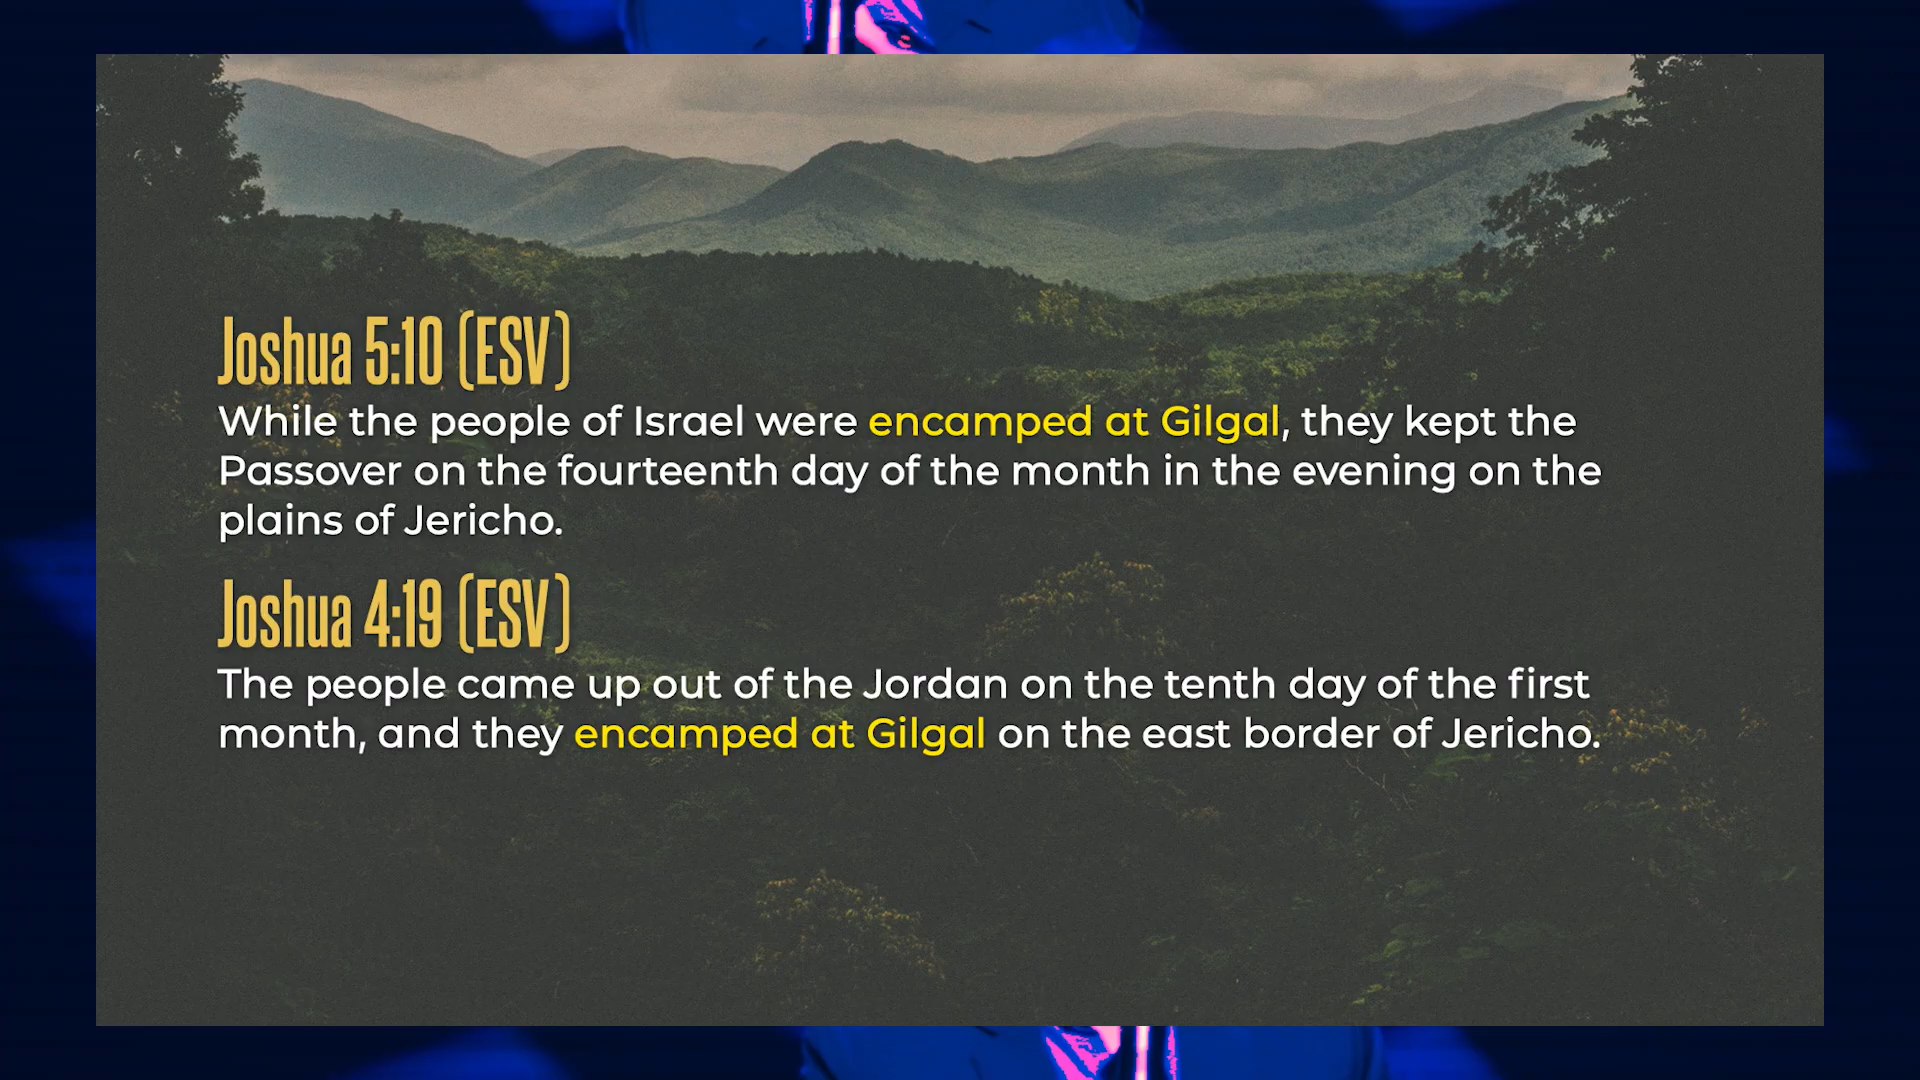 Joshua 5:10 (ESV)
While the people of Israel were encamped at Gilgal, they kept the
Passover on the fourteenth day of the month in the evening on the
plains of Jericho.
Joshua 4:19 (ESV)
The people came up out of the Jordan on the tenth day of the first
month, and they encamped at Gilgal on the east border of Jericho.